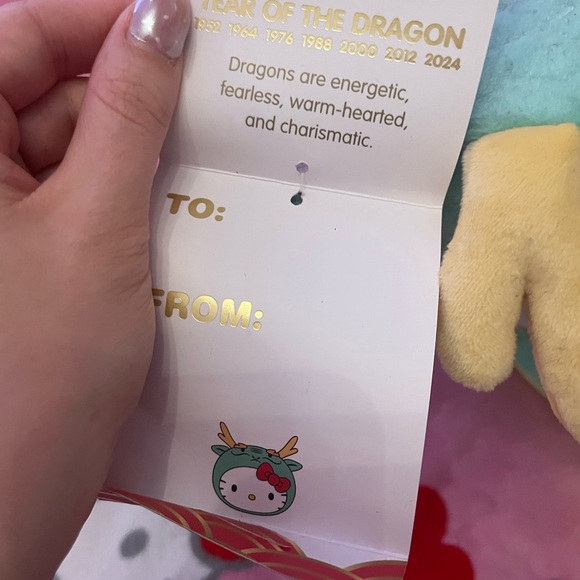 YEAR OF THE DRAGON
1952 1964 1976 1988 2000 2012 2024
Dragons are energetic,
fearless, warm-hearted,
and charismatic.
TO:
FROM: